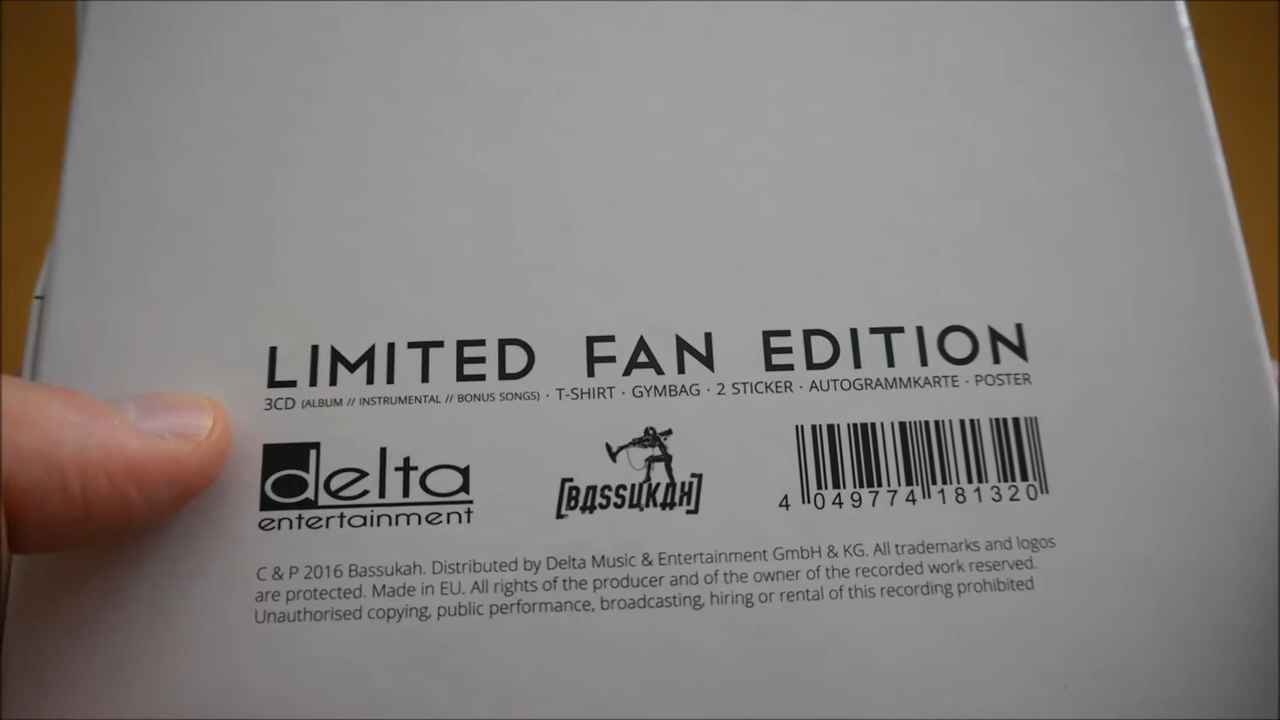 LIMITED FAN EDITION
3CD (ALBUM // INSTRUMENTAL // BONUS SONGS) · T-SHIRT · GYMBAG · 2 STICKER · AUTOGRAMMKARTE · POSTER
delta
entertainment
[BASSUKAH]
4 049774 181320
C & P 2016 Bassukah. Distributed by Delta Music & Entertainment GmbH & KG. All trademarks and logos
are protected. Made in EU. All rights of the producer and of the owner of the recorded work reserved.
Unauthorised copying, public performance, broadcasting, hiring or rental of this recording prohibited